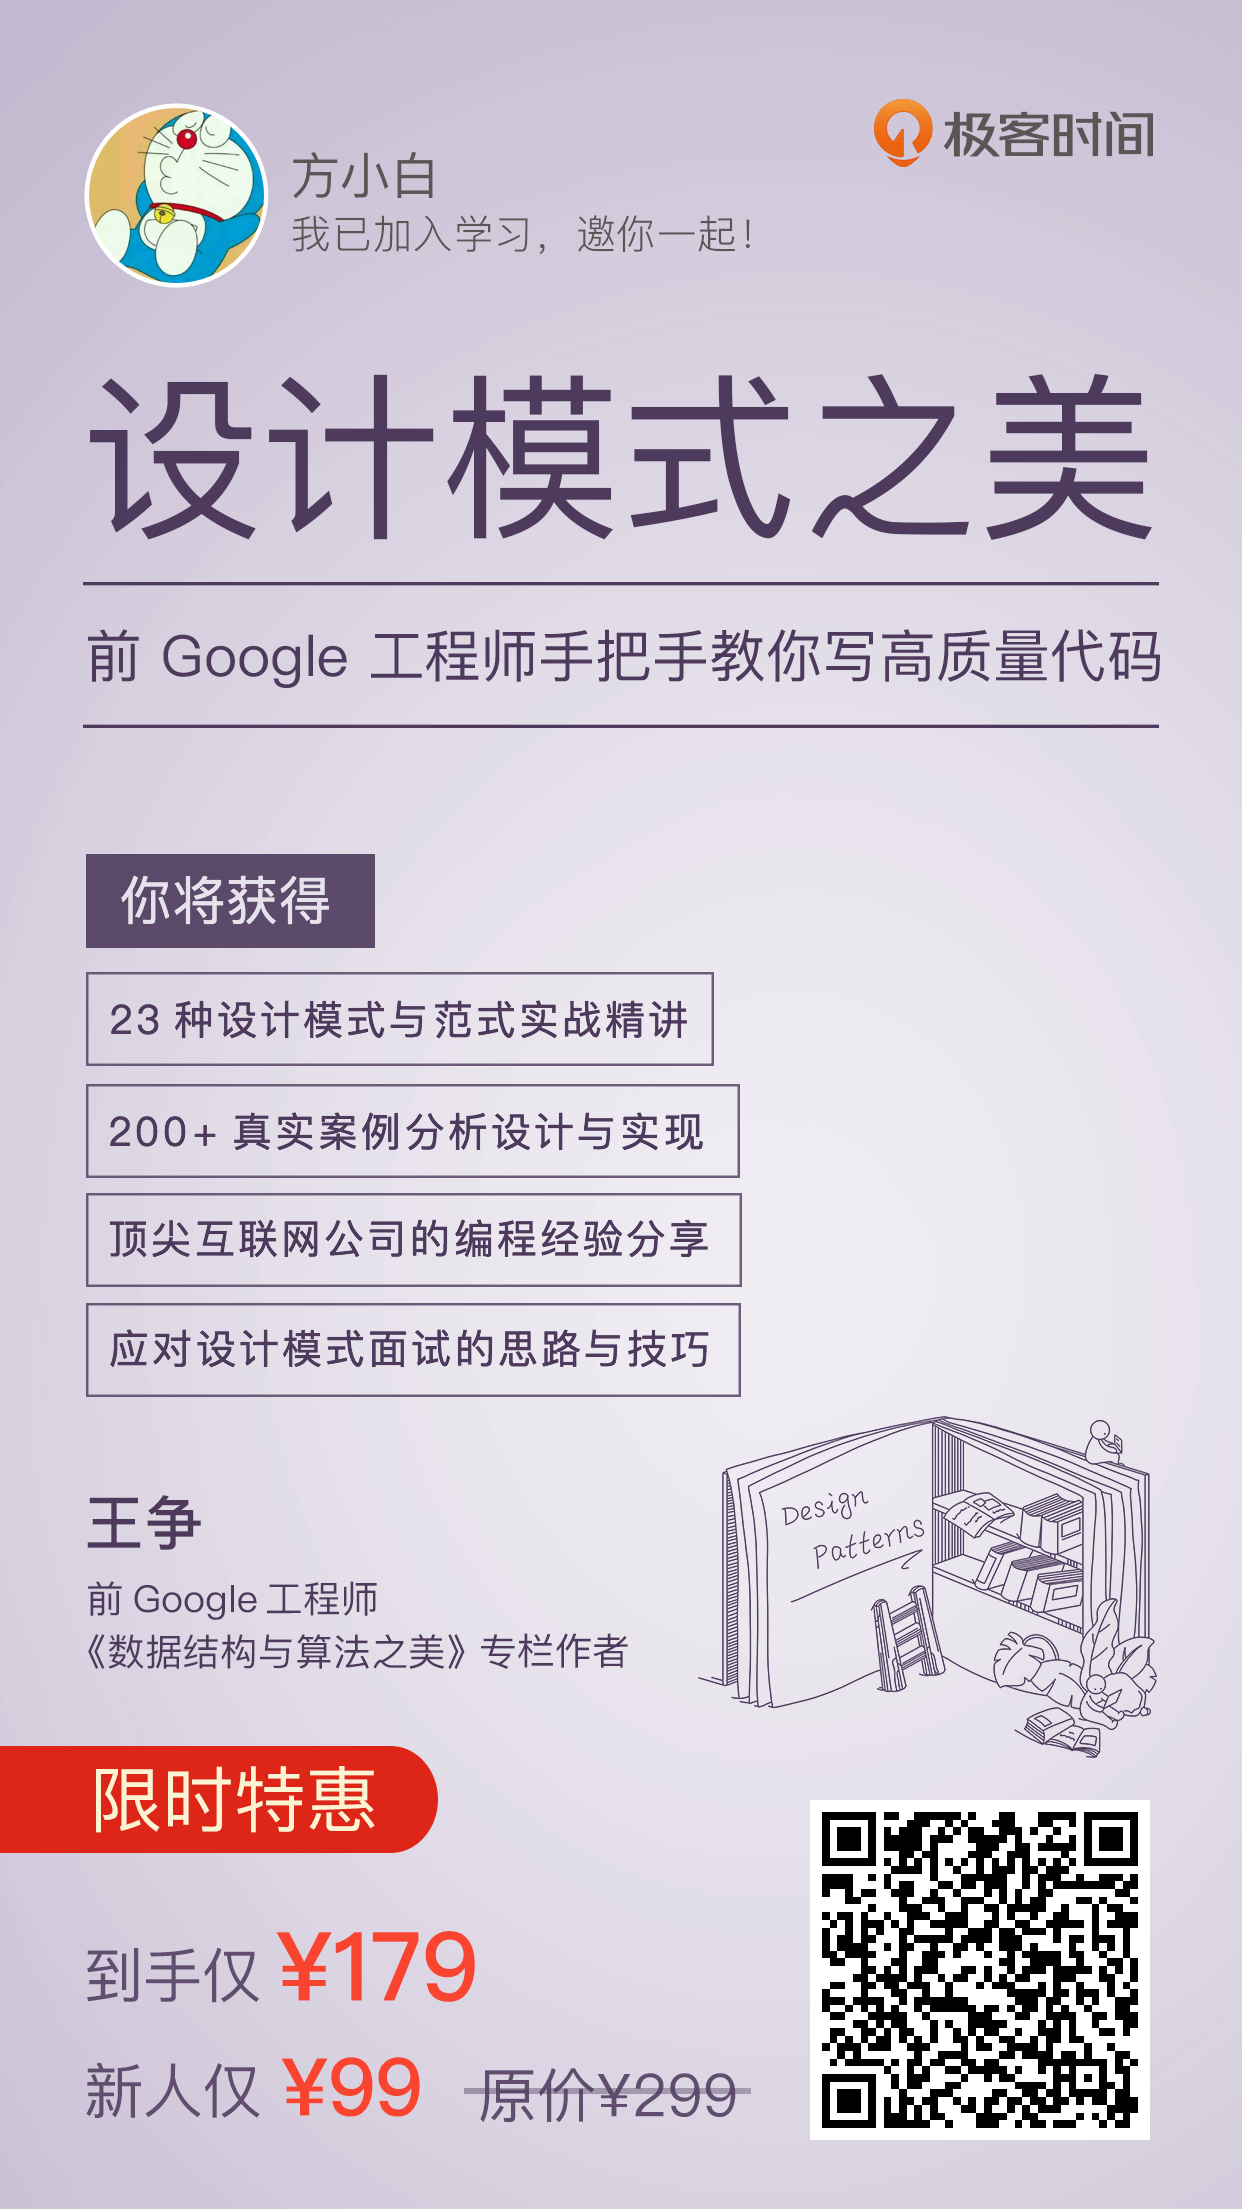 极客时间
方小白
我已加入学习，邀你一起！
设计模式之美
前 Google 工程师手把手教你写高质量代码
你将获得
23 种设计模式与范式实战精讲
200+ 真实案例分析设计与实现
顶尖互联网公司的编程经验分享
应对设计模式面试的思路与技巧
Design
Patterns
王争
前 Google 工程师
《数据结构与算法之美》专栏作者
限时特惠
到手仅 ¥179
新人仅 ¥99 原价¥299